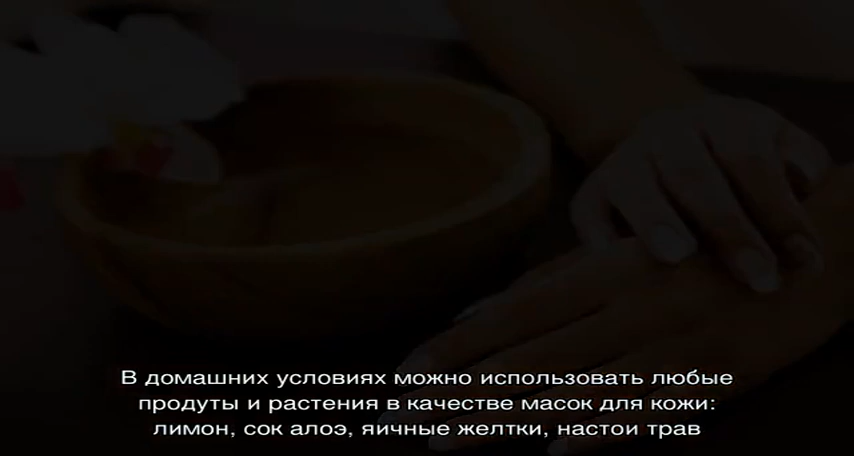 В домашних условиях можно использовать любые
продуты и растения в качестве масок для кожи:
лимон, сок алоэ, яичные желтки, настои трав